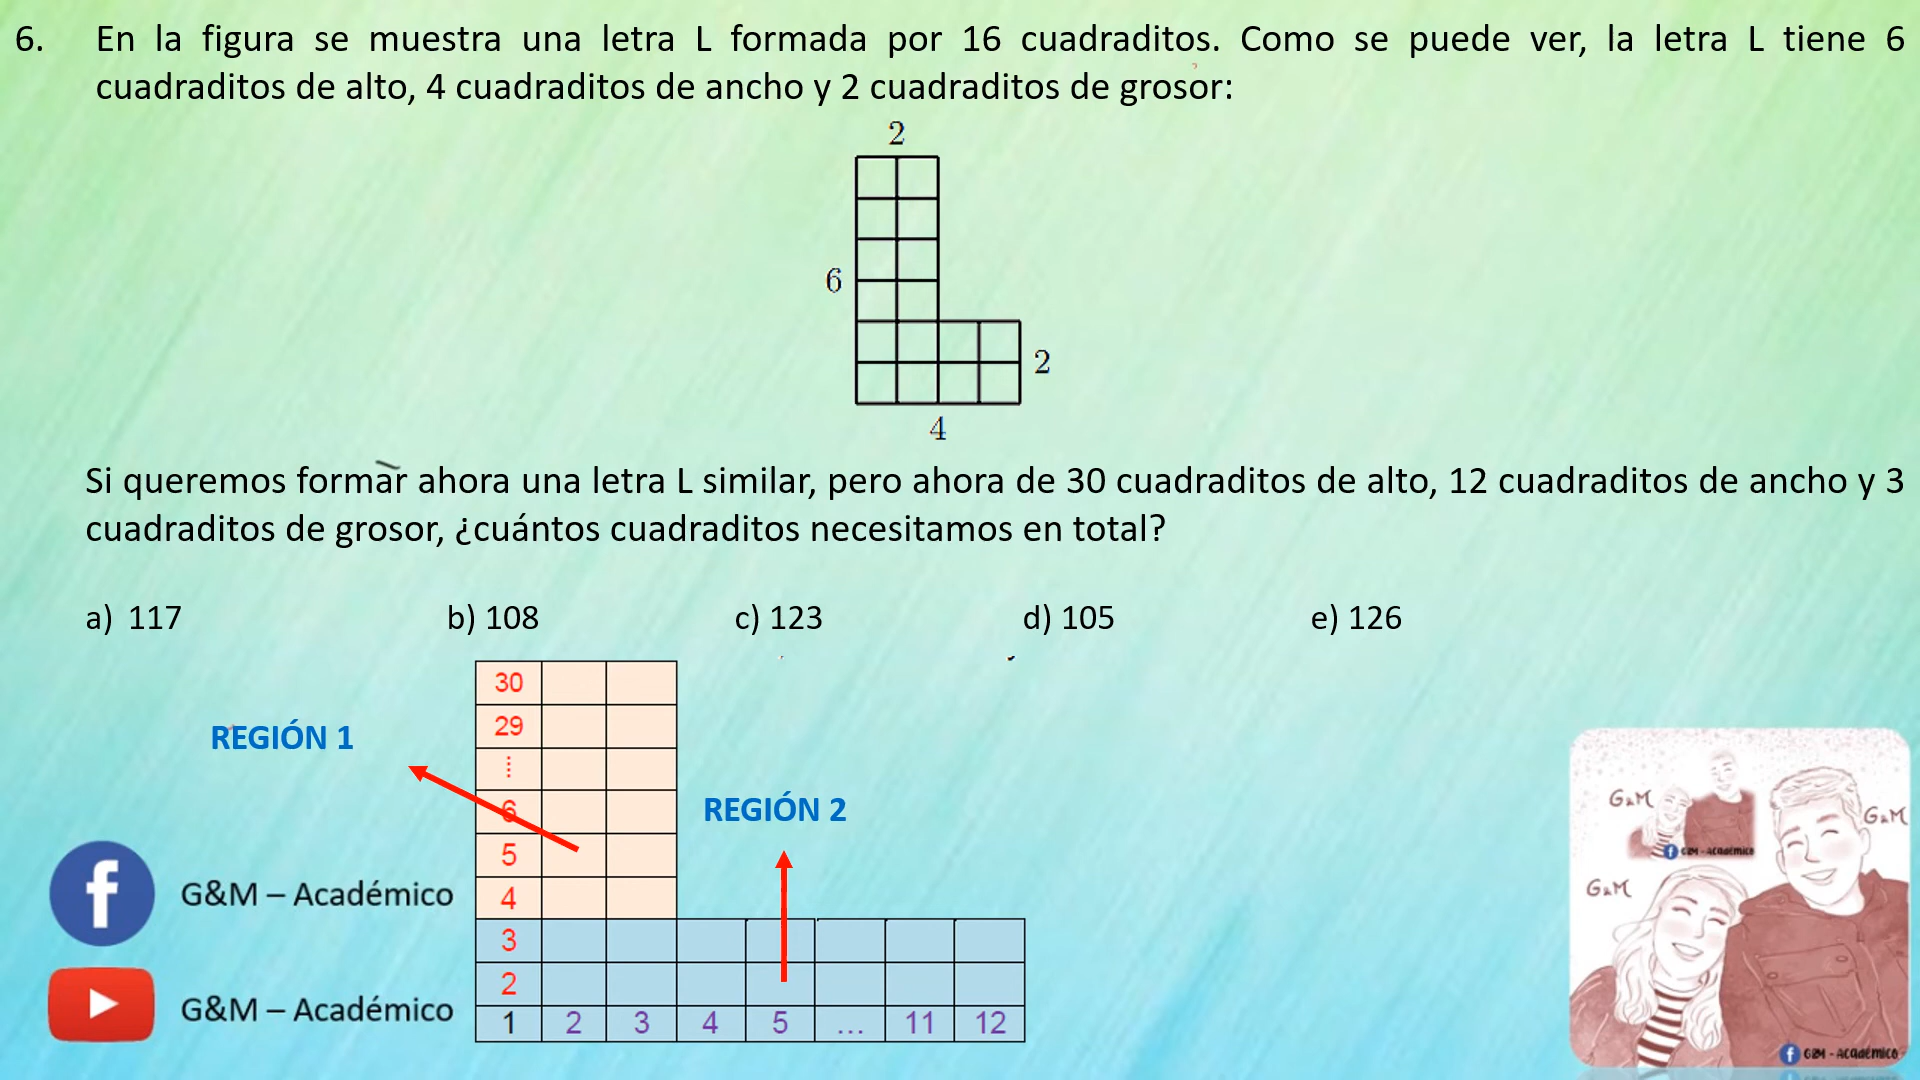 6. En la figura se muestra una letra L formada por 16 cuadraditos. Como se puede ver, la letra L tiene 6
cuadraditos de alto, 4 cuadraditos de ancho y 2 cuadraditos de grosor:
2
6
2
4
Si queremos formar ahora una letra L similar, pero ahora de 30 cuadraditos de alto, 12 cuadraditos de ancho y 3
cuadraditos de grosor, ¿cuántos cuadraditos necesitamos en total?
a) 117 b) 108 c) 123 d) 105 e) 126
30
29
⋮
6
5
4
3
2
1 2 3 4 5 ... 11 12
REGIÓN 1
REGIÓN 2
f G&M – Académico
G&M – Académico
G&M
G&M
f G&M - Académico
G&M
f G&M - Académico